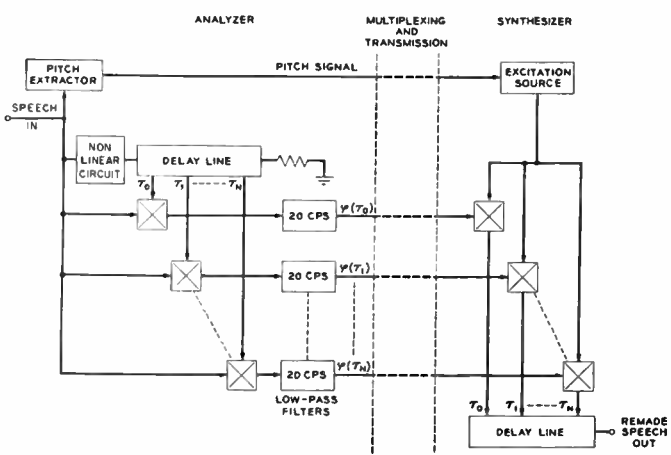 ANALYZER
MULTIPLEXING
AND
TRANSMISSION
SYNTHESIZER
PITCH
EXTRACTOR
PITCH SIGNAL
EXCITATION
SOURCE
SPEECH
IN
NON
LINEAR
CIRCUIT
DELAY LINE
τ₀ τ₁ τN
20 CPS
φ(τ₀)
20 CPS
φ(τ₁)
20 CPS
φ(τN)
LOW-PASS
FILTERS
τ₀ τ₁ τN
DELAY LINE
REMADE
SPEECH
OUT